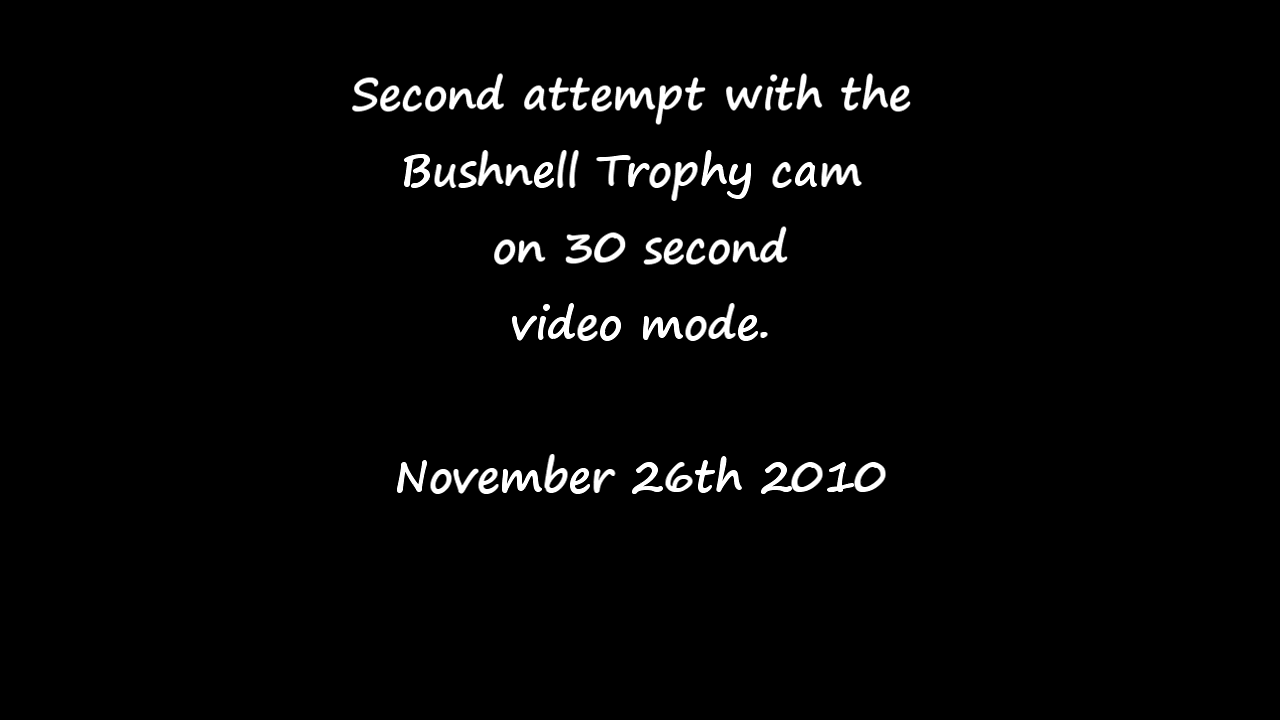 Second attempt with the
Bushnell Trophy cam
on 30 second
video mode.
November 26th 2010